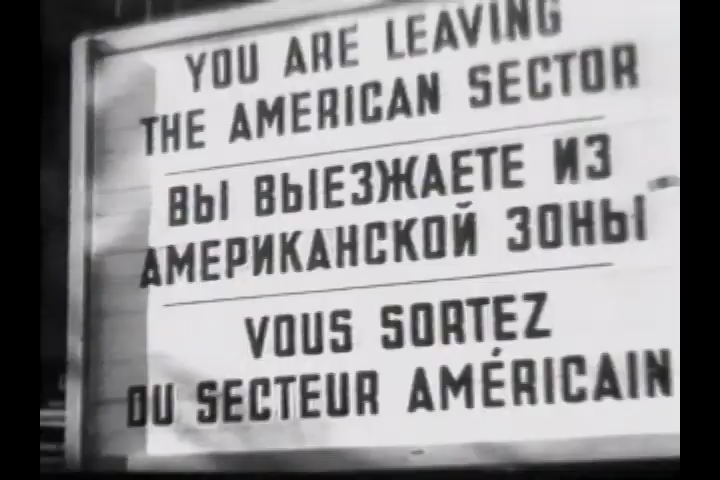 YOU ARE LEAVING
THE AMERICAN SECTOR
ВЫ ВЫЕЗЖАЕТЕ ИЗ
АМЕРИКАНСКОЙ ЗОНЫ
VOUS SORTEZ
DU SECTEUR AMÉRICAIN